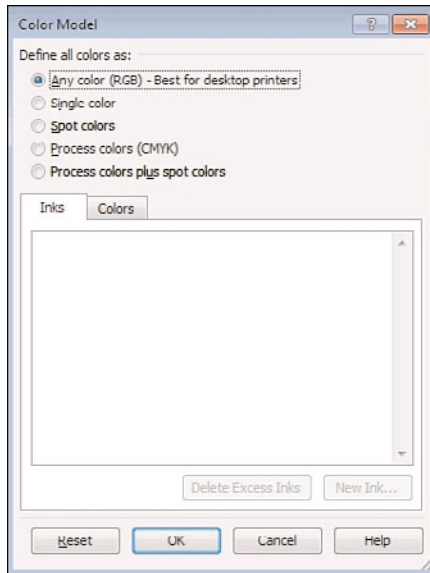 Color Model
Define all colors as:
Any color (RGB) - Best for desktop printers
Single color
Spot colors
Process colors (CMYK)
Process colors plus spot colors
Inks Colors
Delete Excess Inks New Ink...
Reset OK Cancel Help